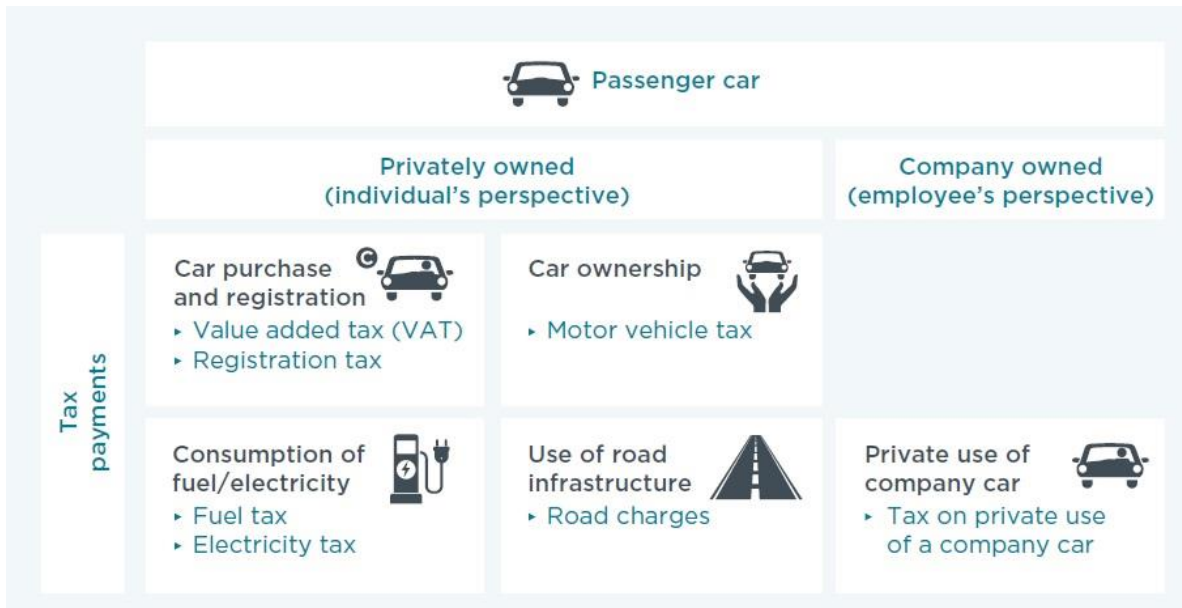 Passenger car
Privately owned
(individual's perspective)
Company owned
(employee's perspective)
Tax
payments
Car purchase
and registration
▸ Value added tax (VAT)
▸ Registration tax
Car ownership
▸ Motor vehicle tax
Consumption of
fuel/electricity
▸ Fuel tax
▸ Electricity tax
Use of road
infrastructure
▸ Road charges
Private use of
company car
▸ Tax on private use
of a company car